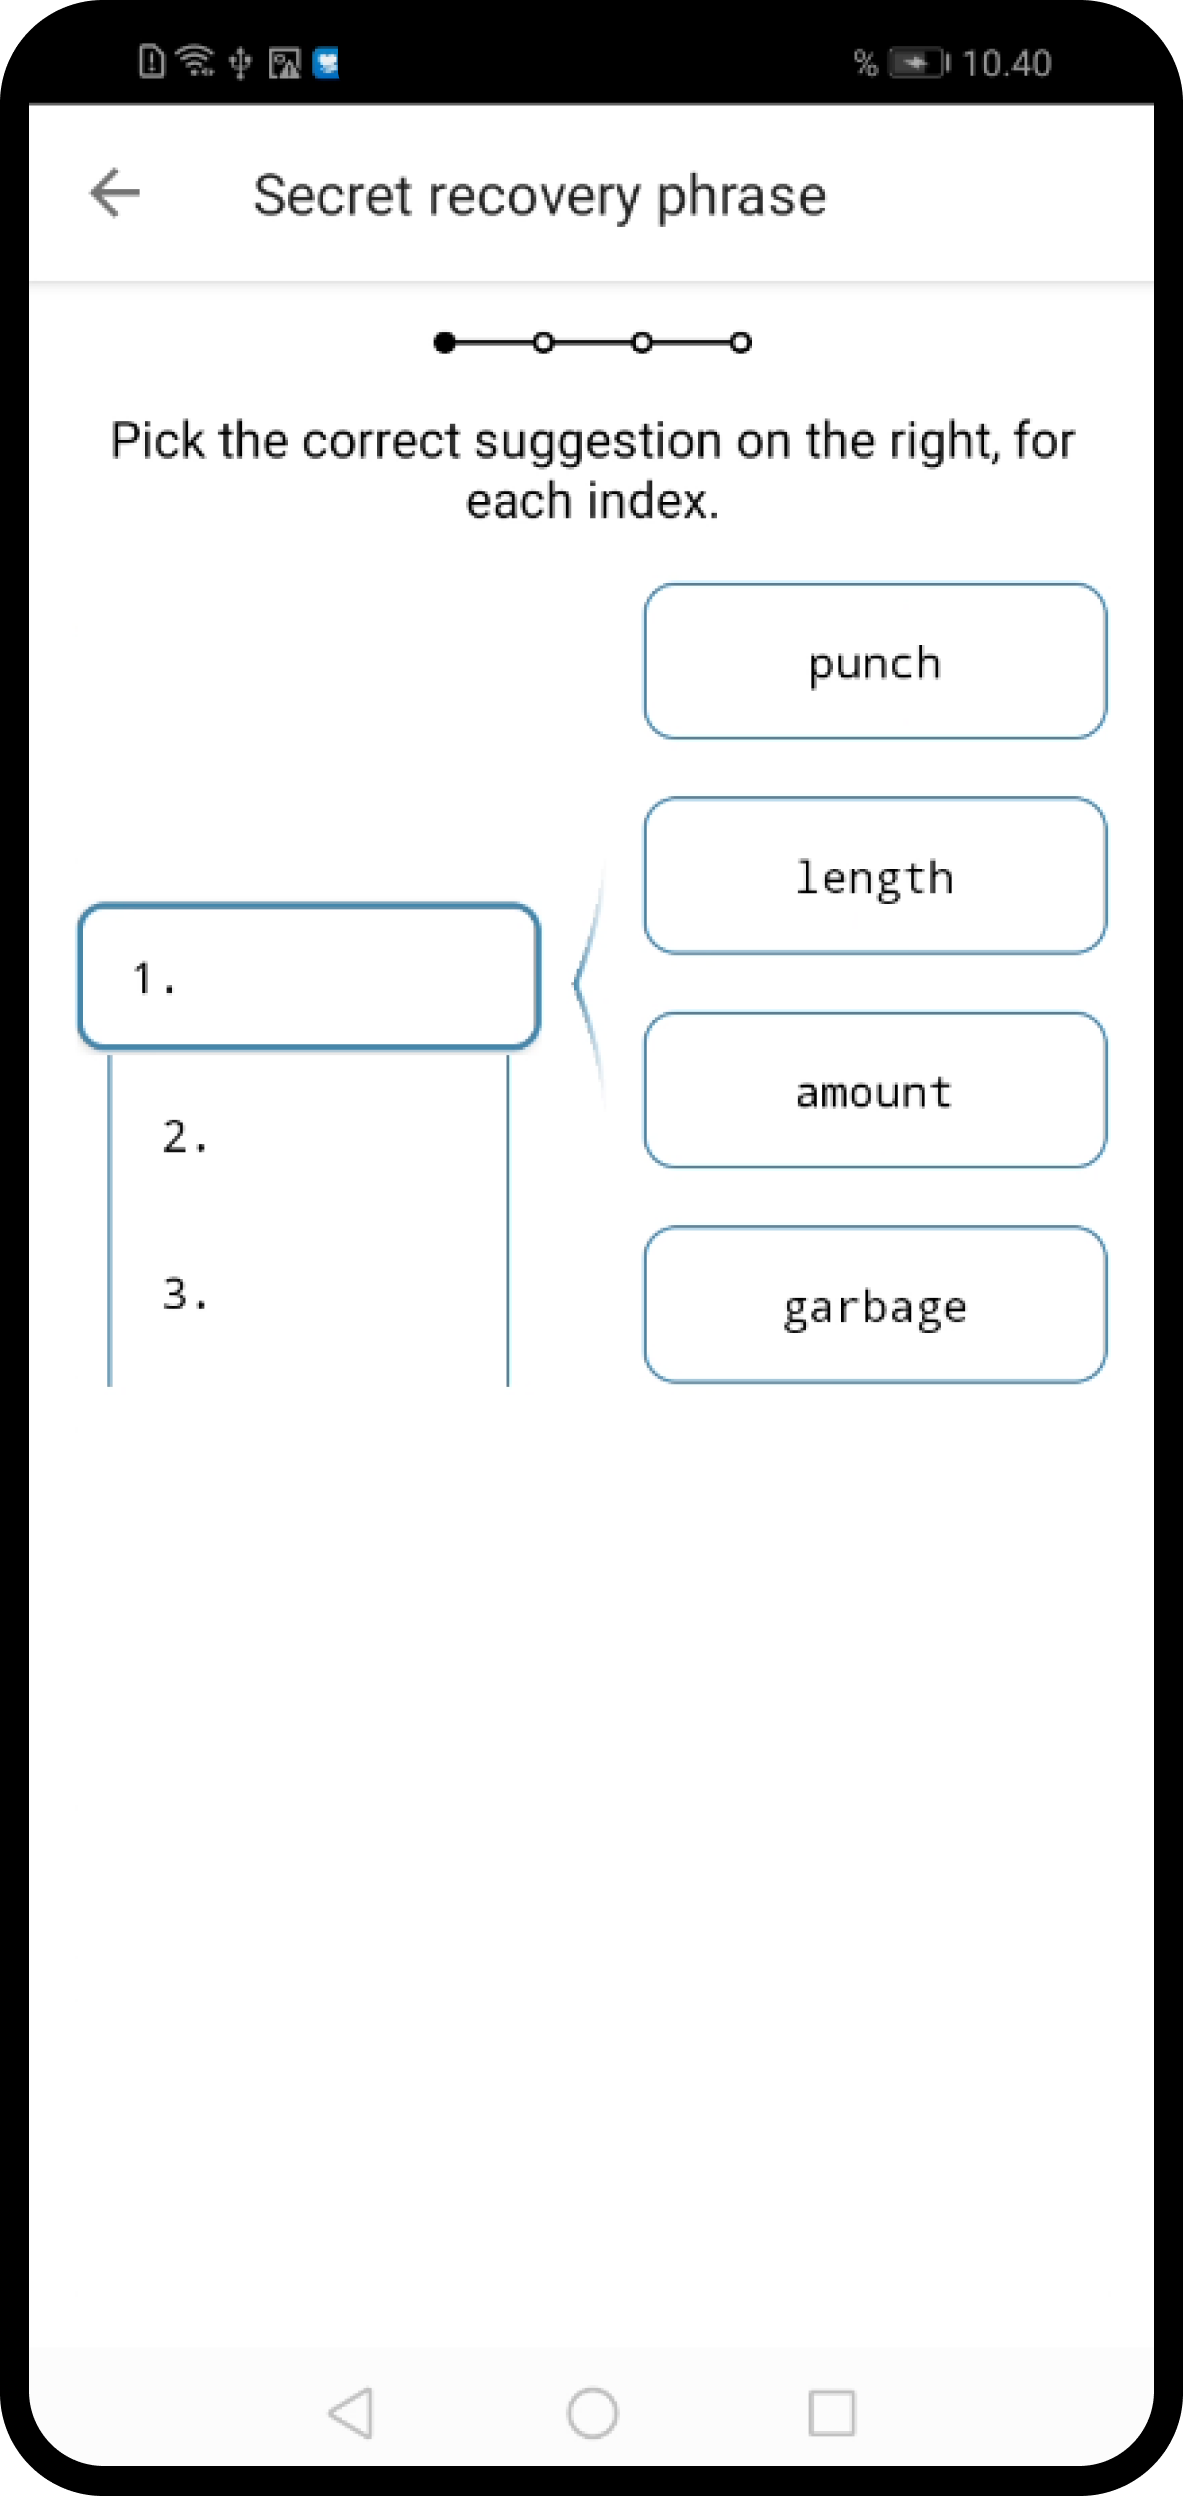 % 10.40
Secret recovery phrase
Pick the correct suggestion on the right, for
each index.
punch
length
1.
amount
2.
3.
garbage